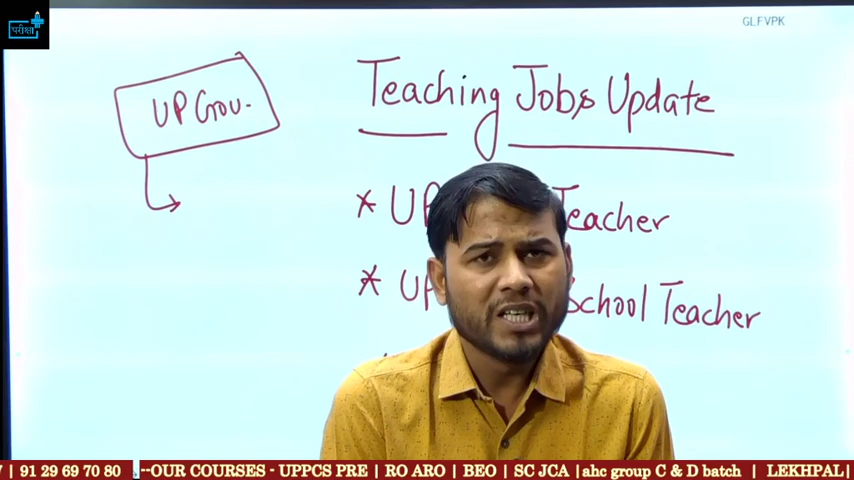 परीक्षा
GLFVPK
UP Gov.
Teaching Jobs Update
* UP Teacher
* UP School Teacher
91 29 69 70 80 --OUR COURSES - UPPCS PRE | RO ARO | BEO | SC JCA |ahc group C & D batch | LEKHPAL|